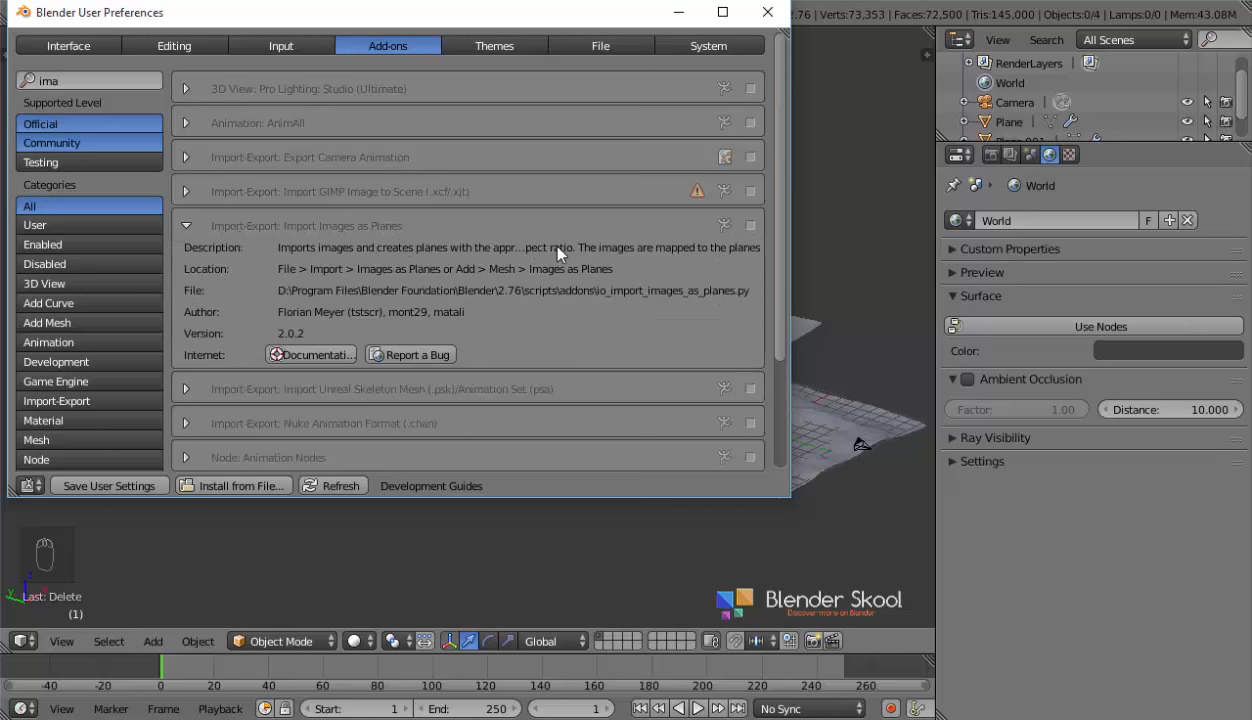 Blender User Preferences
2.76 | Verts:73,353 | Faces:72,500 | Tris:145,000 | Objects:0/4 | Lamps:0/0 | Mem:43.08M
Interface
Editing
Input
Add-ons
Themes
File
System
ima
Supported Level
Official
Community
Testing
Categories
All
User
Enabled
Disabled
3D View
Add Curve
Add Mesh
Animation
Development
Game Engine
Import-Export
Material
Mesh
Node
3D View: Pro Lighting: Studio (Ultimate)
Animation: AnimAll
Import-Export: Export Camera Animation
Import-Export: Import GIMP Image to Scene (.xcf/.xjt)
Import-Export: Import Images as Planes
Description: Imports images and creates planes with the appr...pect ratio. The images are mapped to the planes
Location: File > Import > Images as Planes or Add > Mesh > Images as Planes
File: D:\Program Files\Blender Foundation\Blender\2.76\scripts\addons\io_import_images_as_planes.py
Author: Florian Meyer (tstscr), mont29, matali
Version: 2.0.2
Internet: Documentati... Report a Bug
Import-Export: Import Unreal Skeleton Mesh (.psk)/Animation Set (psa)
Import-Export: Nuke Animation Format (.chan)
Node: Animation Nodes
Save User Settings
Install from File...
Refresh
Development Guides
View
Search
All Scenes
RenderLayers
World
Camera
Plane
Plane.001
World
World
F
Custom Properties
Preview
Surface
Use Nodes
Color:
Ambient Occlusion
Factor: 1.00
Distance: 10.000
Ray Visibility
Settings
y
z
Last: Delete
(1)
Blender Skool
Discover more on Blender
View Select Add Object Object Mode Global
-40 -20 0 20 40 60 80 100 120 140 160 180 200 220 240 260
View Marker Frame Playback Start: 1 End: 250 1 No Sync